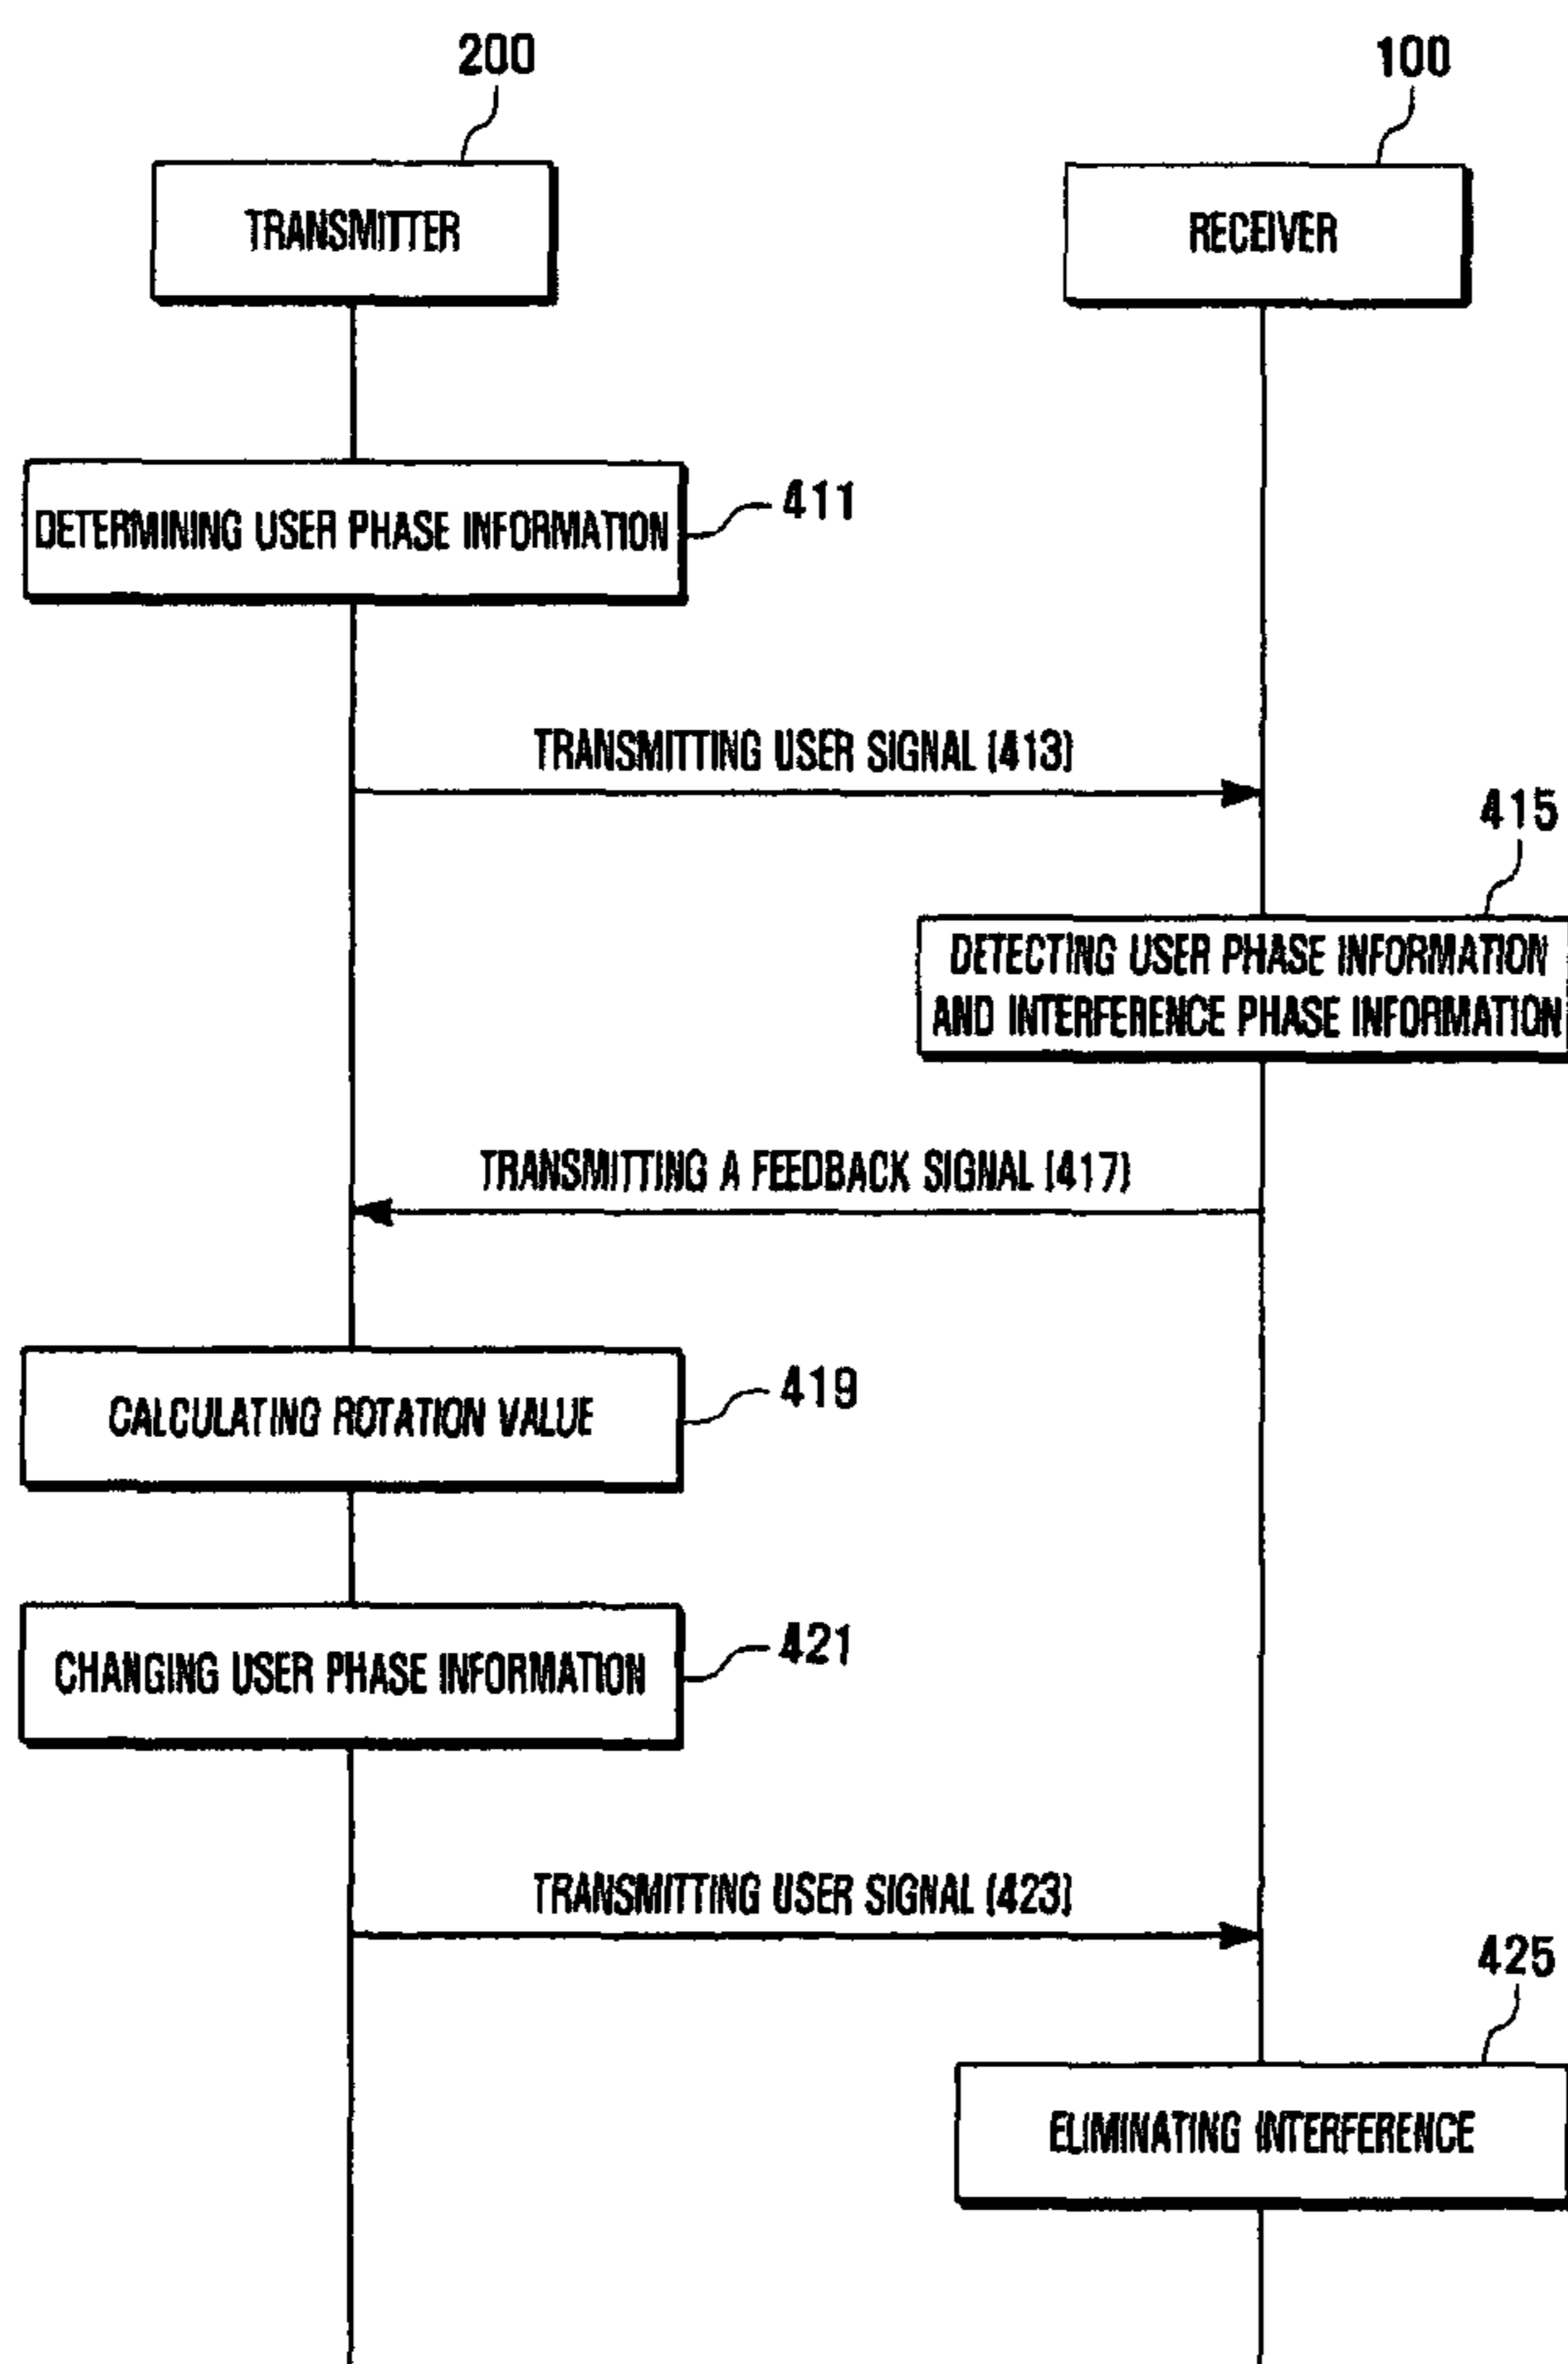 200
100
TRANSMITTER
RECEIVER
DETERMINING USER PHASE INFORMATION
411
TRANSMITTING USER SIGNAL (413)
415
DETECTING USER PHASE INFORMATION
AND INTERFERENCE PHASE INFORMATION
TRANSMITTING A FEEDBACK SIGNAL (417)
CALCULATING ROTATION VALUE
419
CHANGING USER PHASE INFORMATION
421
TRANSMITTING USER SIGNAL (423)
425
ELIMINATING INTERFERENCE